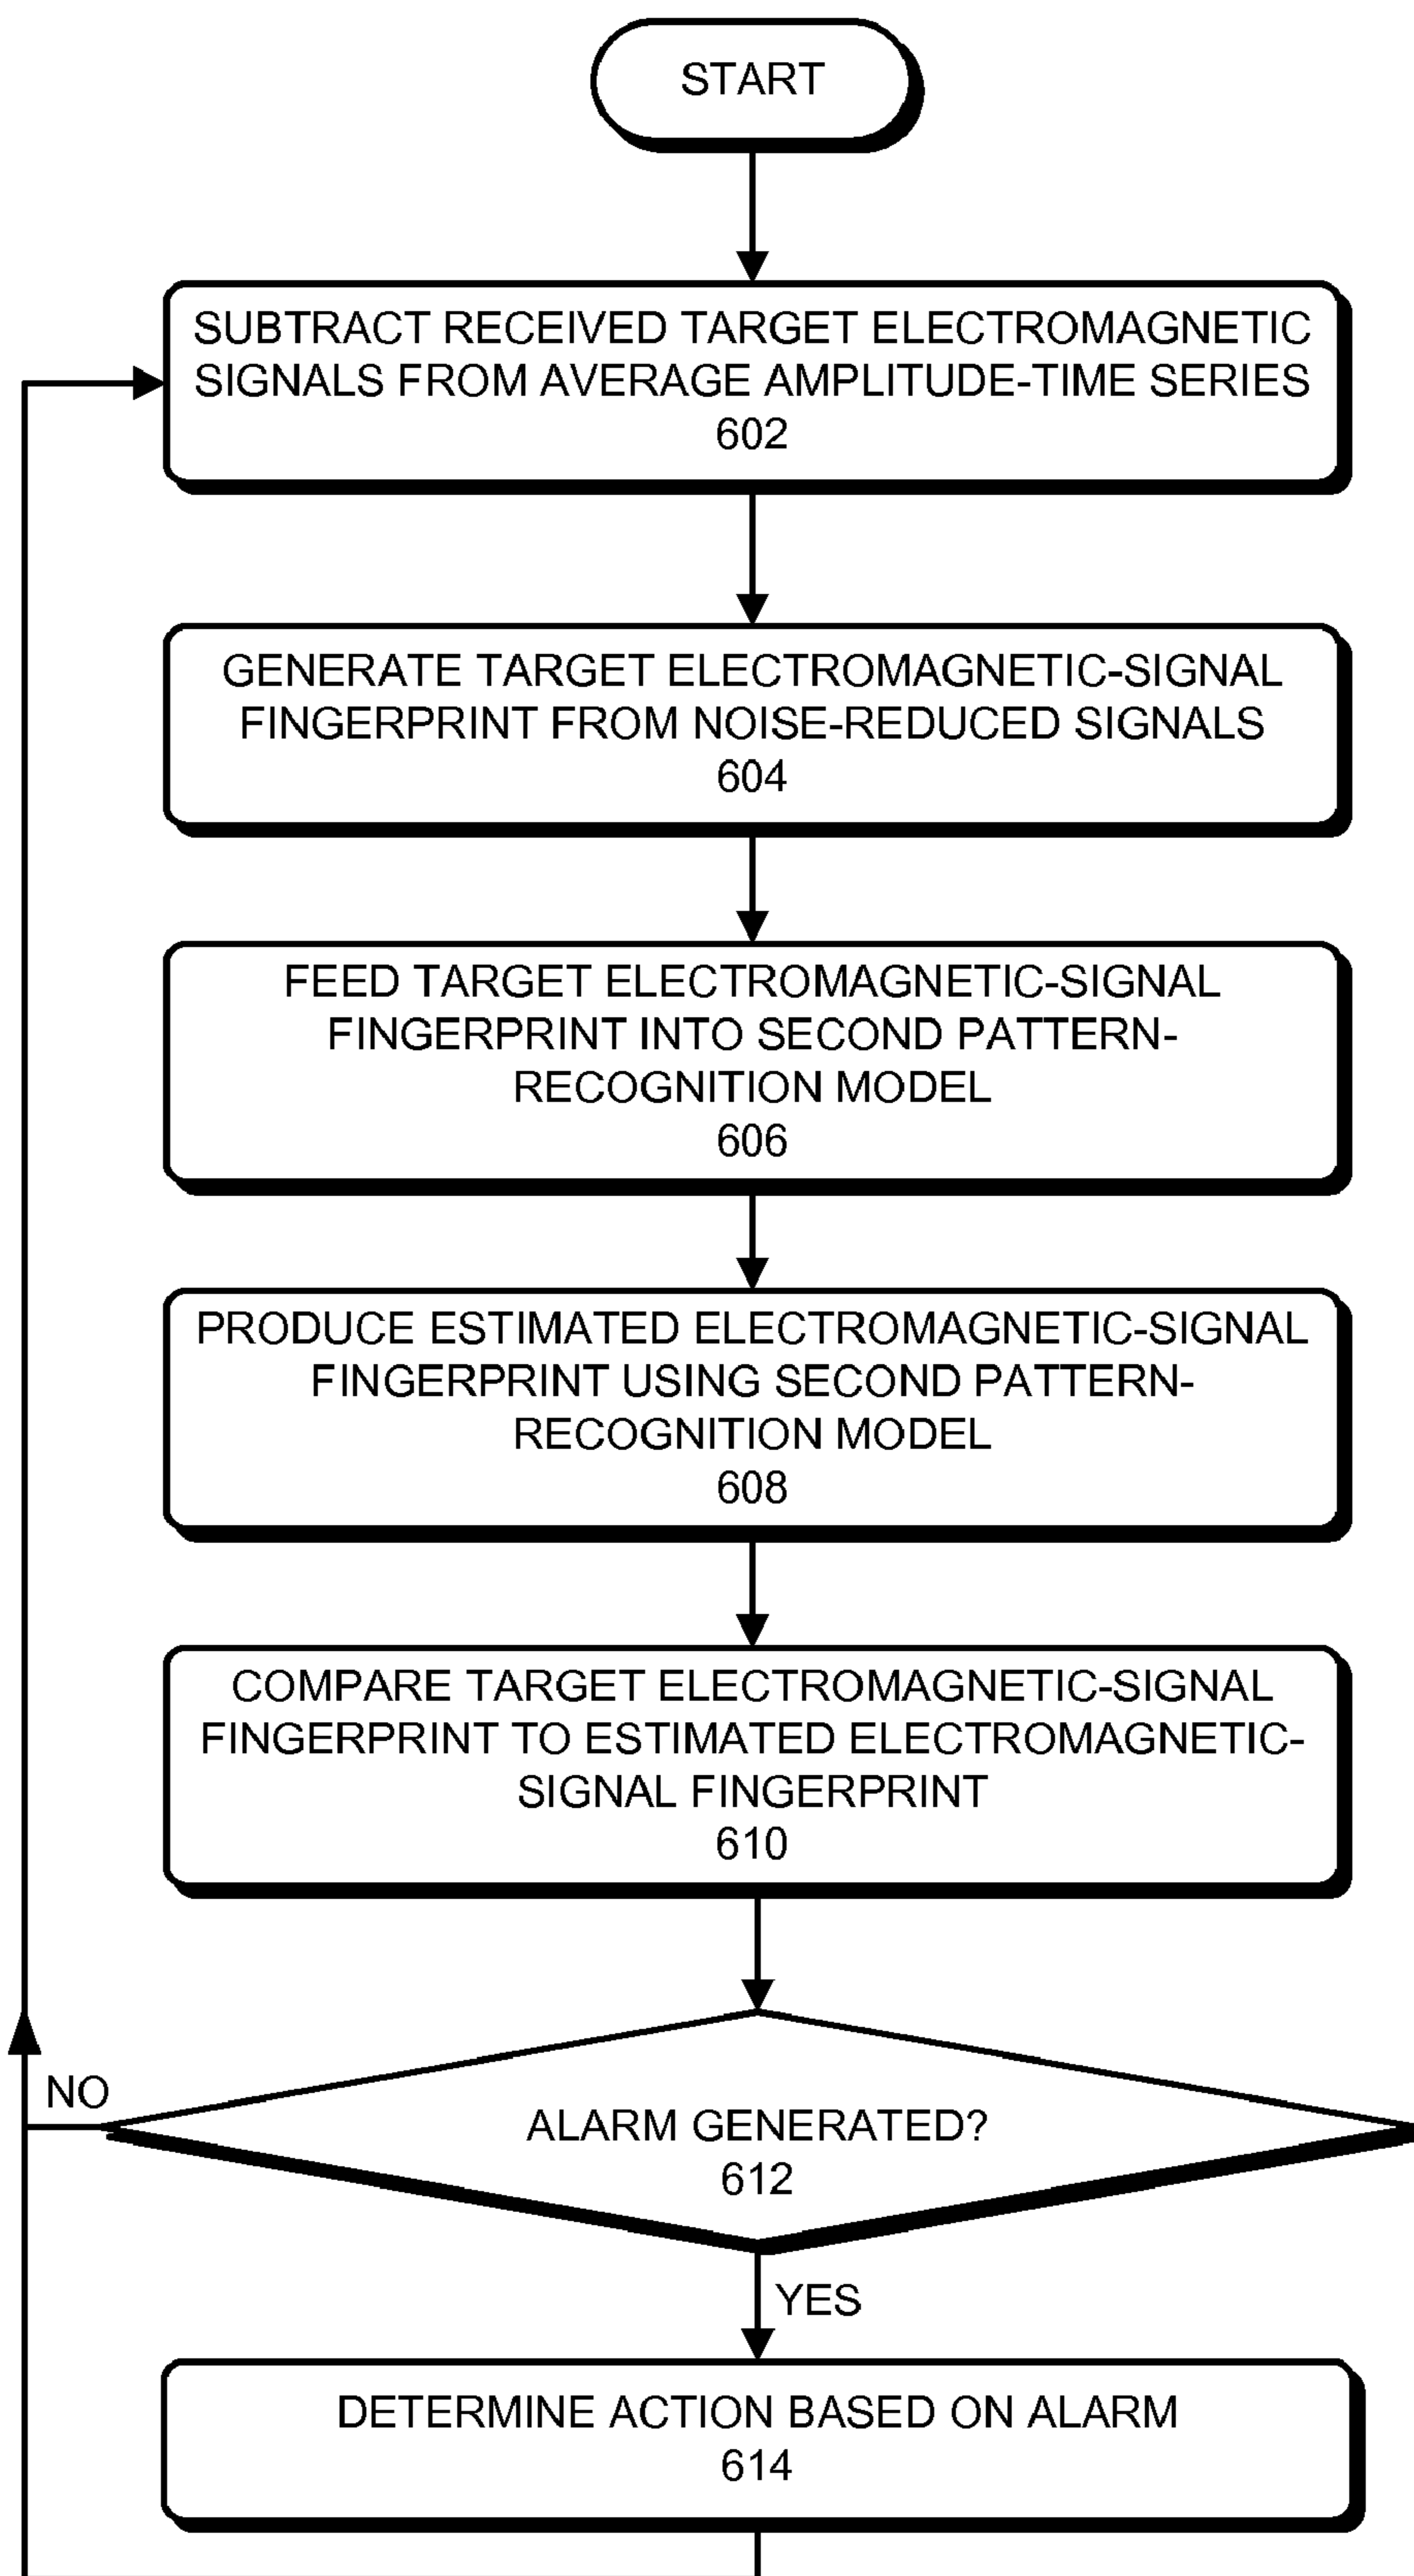 START
SUBTRACT RECEIVED TARGET ELECTROMAGNETIC
SIGNALS FROM AVERAGE AMPLITUDE-TIME SERIES
602
GENERATE TARGET ELECTROMAGNETIC-SIGNAL
FINGERPRINT FROM NOISE-REDUCED SIGNALS
604
FEED TARGET ELECTROMAGNETIC-SIGNAL
FINGERPRINT INTO SECOND PATTERN-
RECOGNITION MODEL
606
PRODUCE ESTIMATED ELECTROMAGNETIC-SIGNAL
FINGERPRINT USING SECOND PATTERN-
RECOGNITION MODEL
608
COMPARE TARGET ELECTROMAGNETIC-SIGNAL
FINGERPRINT TO ESTIMATED ELECTROMAGNETIC-
SIGNAL FINGERPRINT
610
NO
ALARM GENERATED?
612
YES
DETERMINE ACTION BASED ON ALARM
614